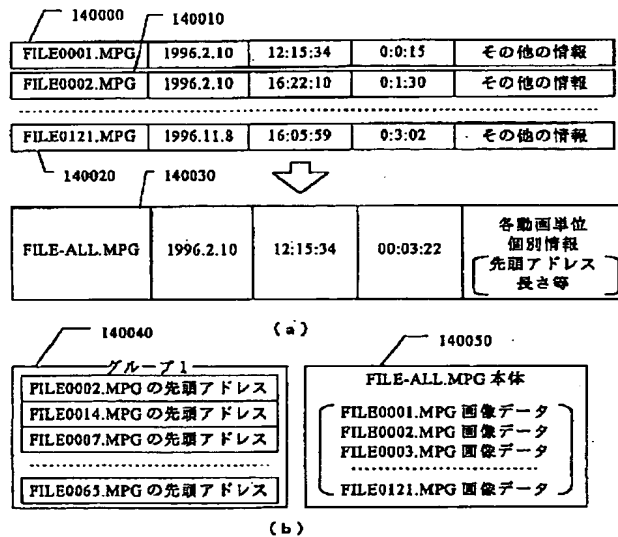 140000 140010
FILE0001.MPG 1996.2.10 12:15:34 0:0:15 その他の情報
FILE0002.MPG 1996.2.10 16:22:10 0:1:30 その他の情報
FILE0121.MPG 1996.11.8 16:05:59 0:3:02 その他の情報
140020 140030
FILE-ALL.MPG 1996.2.10 12:15:34 00:03:22 各動画単位
個別情報
先頭アドレス
長さ等
(a)
140040 140050
グループ1 FILE-ALL.MPG 本体
FILE0002.MPG の先頭アドレス
FILE0014.MPG の先頭アドレス
FILE0007.MPG の先頭アドレス
FILE0065.MPG の先頭アドレス
FILE0001.MPG 画像データ
FILE0002.MPG 画像データ
FILE0003.MPG 画像データ
FILE0121.MPG 画像データ
(b)